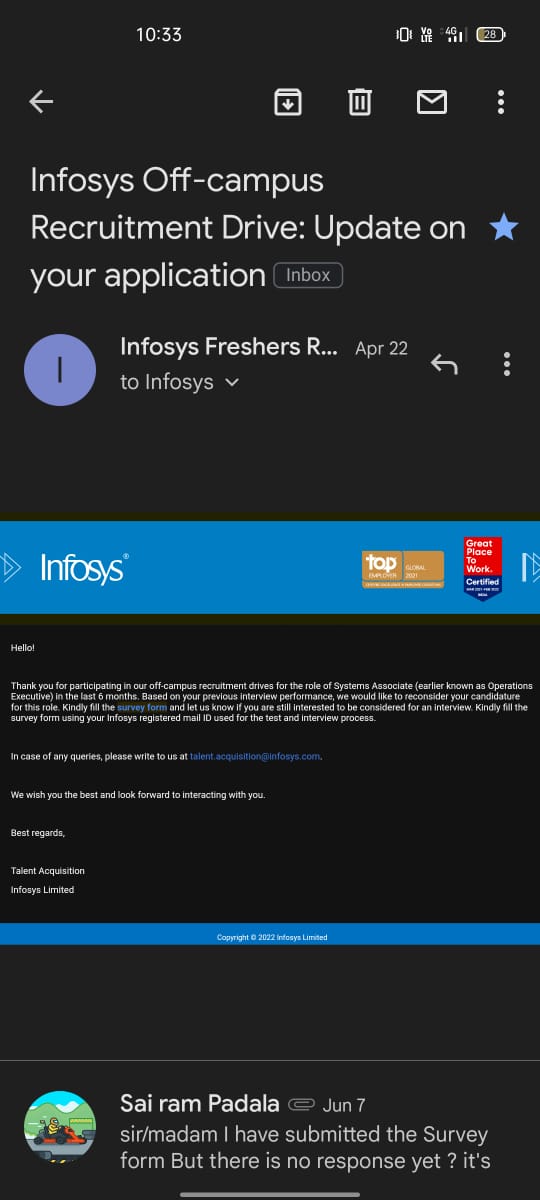 10:33
Vo
LTE
4G
28
Infosys Off-campus
Recruitment Drive: Update on
your application Inbox
I
Infosys Freshers R... Apr 22
to Infosys
Infosys®
top
EMPLOYER
GLOBAL
2021
Great
Place
To
Work.
Certified
INDIA
Hello!
Thank you for participating in our off-campus recruitment drives for the role of Systems Associate (earlier known as Operations
Executive) in the last 6 months. Based on your previous interview performance, we would like to reconsider your candidature
for this role. Kindly fill the survey form and let us know if you are still interested to be considered for an interview. Kindly fill the
survey form using your Infosys registered mail ID used for the test and interview process.
In case of any queries, please write to us at talent.acquisition@infosys.com.
We wish you the best and look forward to interacting with you.
Best regards,
Talent Acquisition
Infosys Limited
Copyright © 2022 Infosys Limited
Sai ram Padala Jun 7
sir/madam I have submitted the Survey
form But there is no response yet ? it's